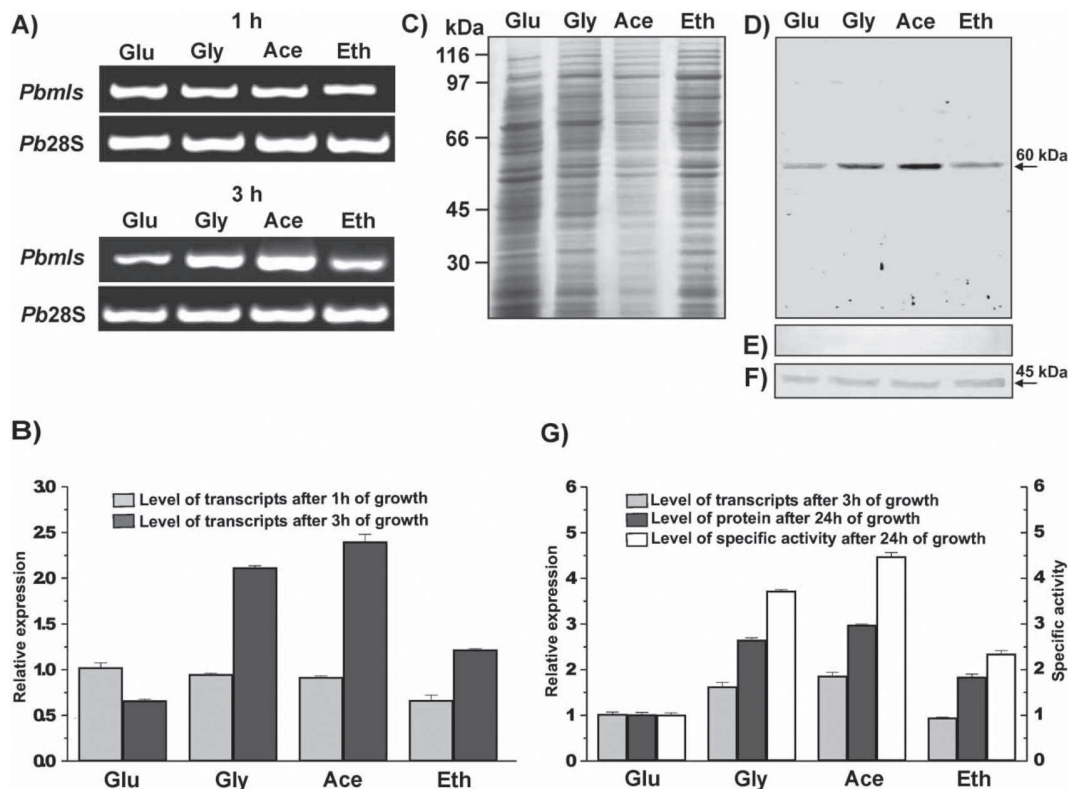 A)
1 h
Glu Gly Ace Eth
Pbmls
Pb28S
3 h
Glu Gly Ace Eth
Pbmls
Pb28S
C)
kDa
Glu Gly Ace Eth
116
97
66
45
30
D)
Glu Gly Ace Eth
60 kDa
E)
F)
45 kDa
B)
Relative expression
3.0
2.5
2.0
1.5
1.0
0.5
0.0
Level of transcripts after 1h of growth
Level of transcripts after 3h of growth
Glu Gly Ace Eth
G)
Relative expression
6
5
4
3
2
1
0
Level of transcripts after 3h of growth
Level of protein after 24h of growth
Level of specific activity after 24h of growth
6
5
4
3
2
1
0
Specific activity
Glu Gly Ace Eth